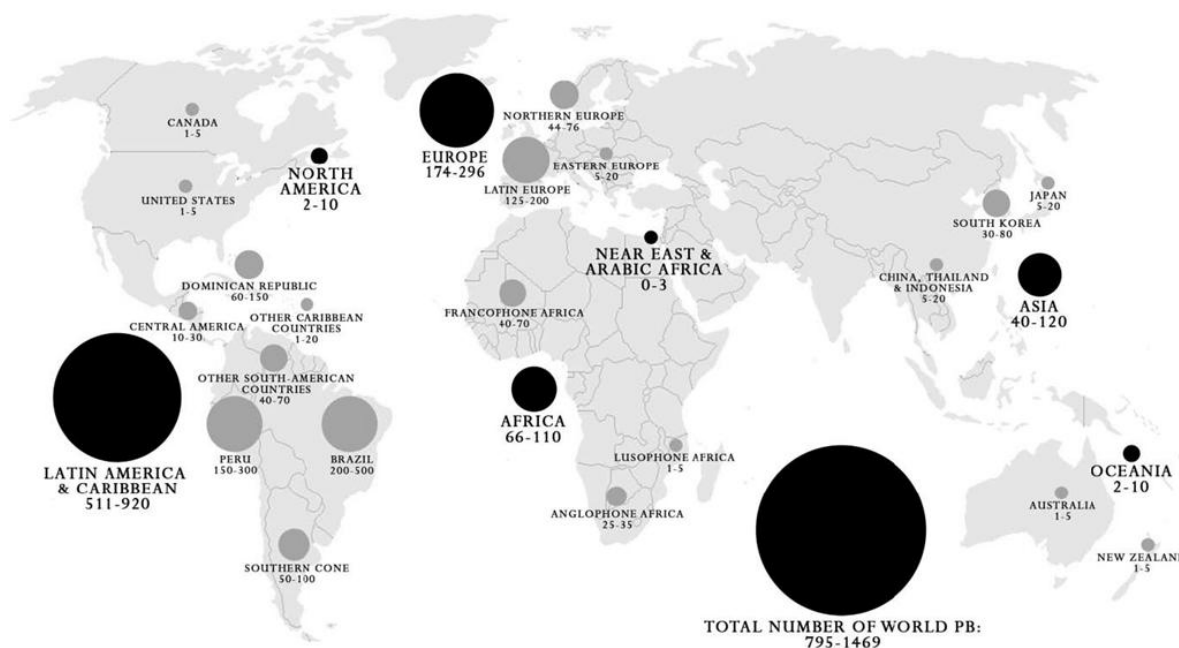 CANADA
1-5
NORTH
AMERICA
2-10
UNITED STATES
1-5
EUROPE
174-296
NORTHERN EUROPE
44-76
EASTERN EUROPE
5-20
LATIN EUROPE
125-200
JAPAN
5-20
SOUTH KOREA
30-80
NEAR EAST &
ARABIC AFRICA
0-3
CHINA, THAILAND
& INDONESIA
5-20
ASIA
40-120
DOMINICAN REPUBLIC
60-150
OTHER CARIBBEAN
COUNTRIES
1-20
CENTRAL AMERICA
10-30
FRANCOPHONE AFRICA
40-70
OTHER SOUTH-AMERICAN
COUNTRIES
40-70
AFRICA
66-110
LATIN AMERICA
& CARIBBEAN
511-920
PERU
150-300
BRAZIL
200-500
LUSOPHONE AFRICA
1-5
OCEANIA
2-10
ANGLOPHONE AFRICA
25-35
AUSTRALIA
1-5
SOUTHERN CONE
50-100
NEW ZEALAND
1-5
TOTAL NUMBER OF WORLD PB:
795-1469